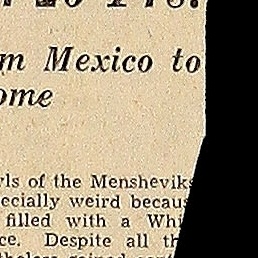 m Mexico to
ome
rls of the Mensheviks
ecially weird becaus
filled with a Whi
ce. Despite all th